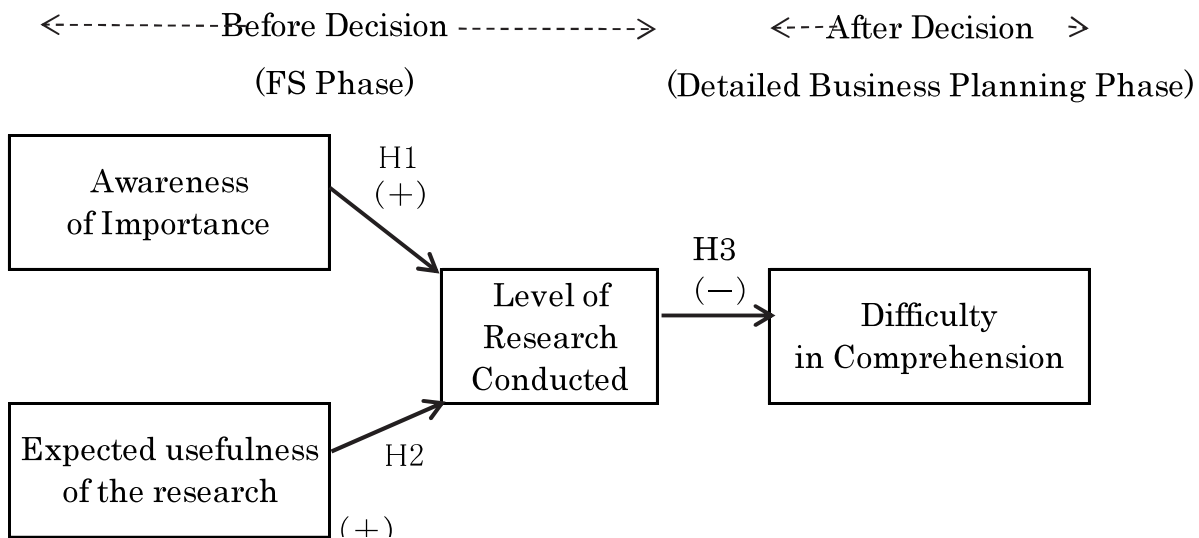 Before Decision
After Decision
(FS Phase)
(Detailed Business Planning Phase)
H1
(+)
Awareness
of Importance
H3
(−)
Level of
Research
Conducted
Difficulty
in Comprehension
Expected usefulness
of the research
H2
(+)